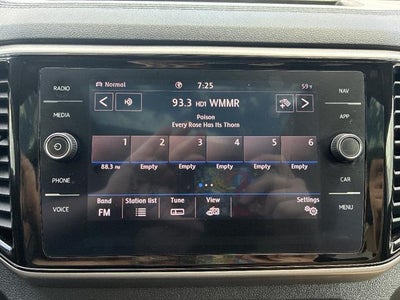 RADIO
MEDIA
PHONE
VOICE
Normal 7:25 59°F
93.3 HD1 WMMR
Poison
Every Rose Has Its Thorn
1 2 3 4 5 6
88.3 FM Empty Empty Empty Empty Empty
Band Station list Tune View Settings
FM
NAV
APP
CAR
MENU